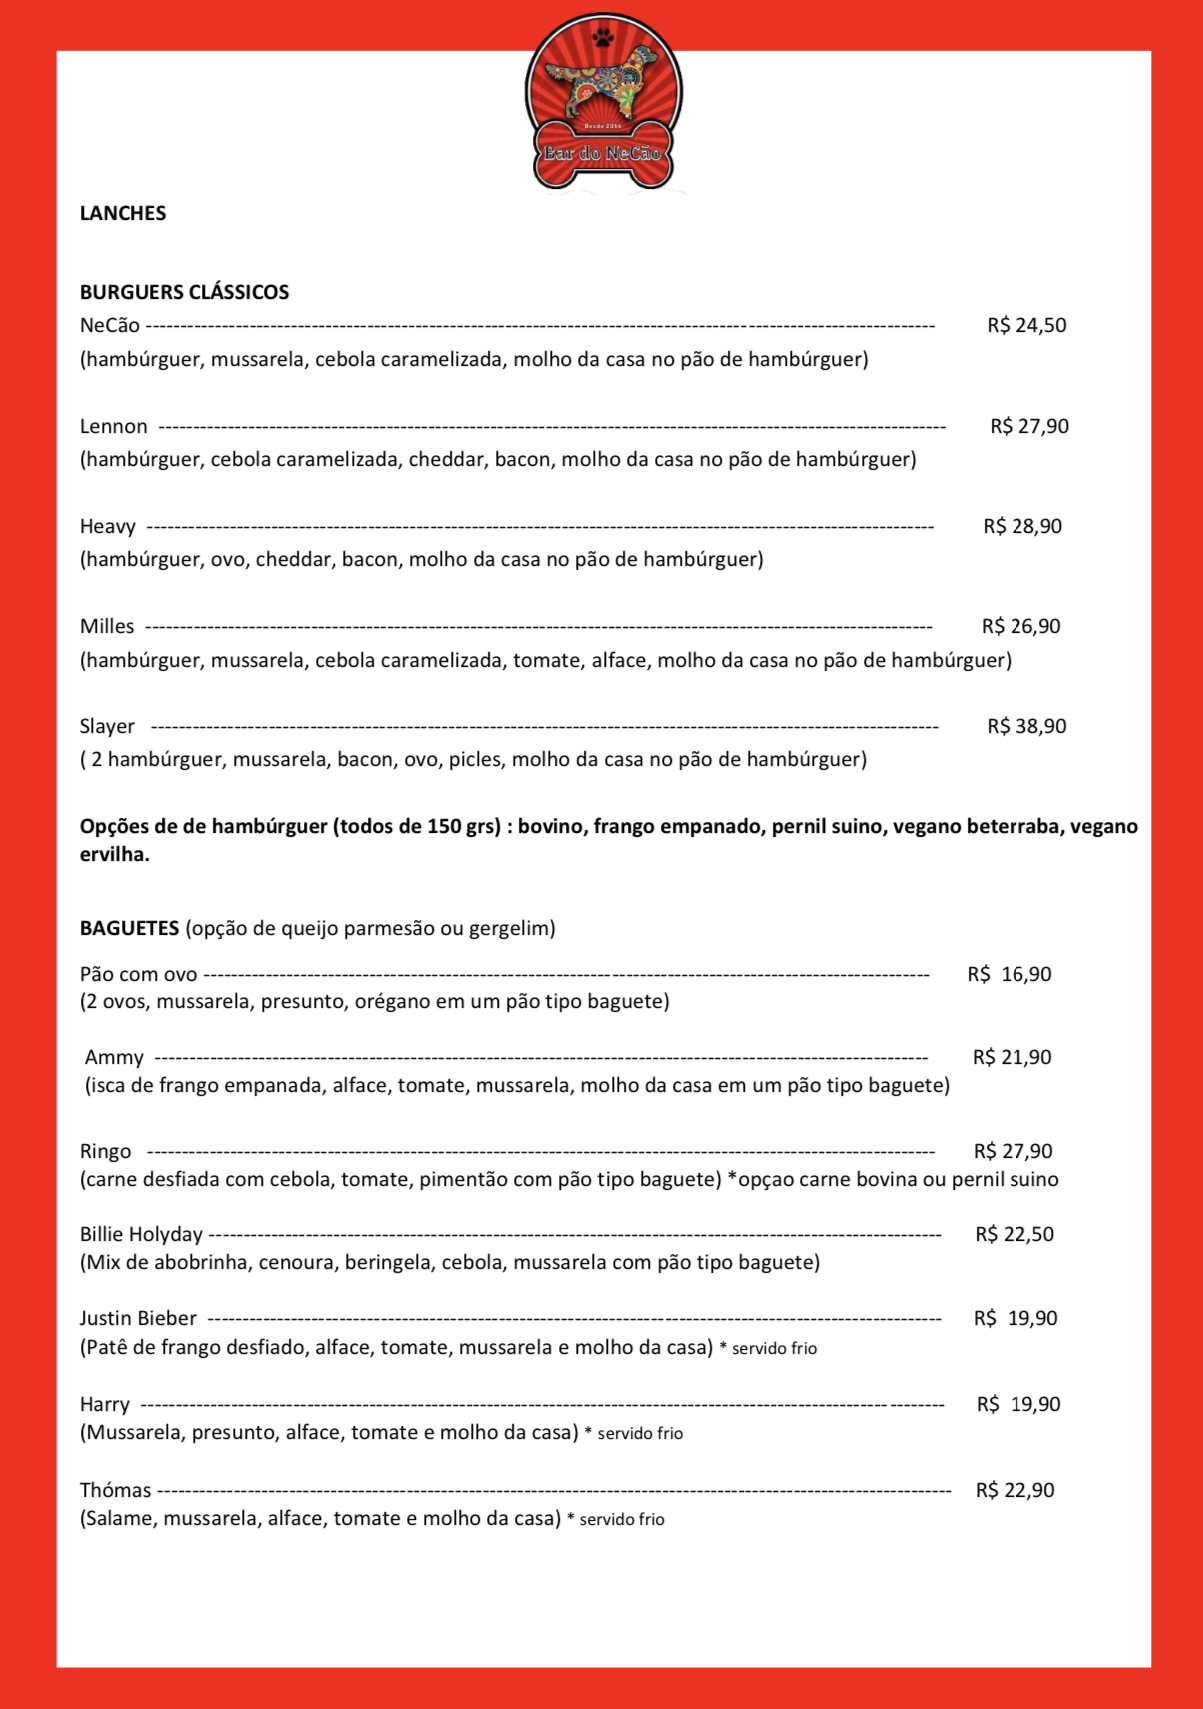 Desde 2014
Bar do NeCão
LANCHES
BURGUERS CLÁSSICOS
NeCão ---------------------------------------------------------------------------------------------------------------- R$ 24,50
(hambúrguer, mussarela, cebola caramelizada, molho da casa no pão de hambúrguer)
Lennon ---------------------------------------------------------------------------------------------------------------- R$ 27,90
(hambúrguer, cebola caramelizada, cheddar, bacon, molho da casa no pão de hambúrguer)
Heavy ---------------------------------------------------------------------------------------------------------------- R$ 28,90
(hambúrguer, ovo, cheddar, bacon, molho da casa no pão de hambúrguer)
Milles ---------------------------------------------------------------------------------------------------------------- R$ 26,90
(hambúrguer, mussarela, cebola caramelizada, tomate, alface, molho da casa no pão de hambúrguer)
Slayer ---------------------------------------------------------------------------------------------------------------- R$ 38,90
( 2 hambúrguer, mussarela, bacon, ovo, picles, molho da casa no pão de hambúrguer)
Opções de de hambúrguer (todos de 150 grs) : bovino, frango empanado, pernil suino, vegano beterraba, vegano
ervilha.
BAGUETES (opção de queijo parmesão ou gergelim)
Pão com ovo -------------------------------------------------------------------------------------------------------- R$ 16,90
(2 ovos, mussarela, presunto, orégano em um pão tipo baguete)
Ammy -------------------------------------------------------------------------------------------------------------- R$ 21,90
(isca de frango empanada, alface, tomate, mussarela, molho da casa em um pão tipo baguete)
Ringo ---------------------------------------------------------------------------------------------------------------- R$ 27,90
(carne desfiada com cebola, tomate, pimentão com pão tipo baguete) *opçao carne bovina ou pernil suino
Billie Holyday -------------------------------------------------------------------------------------------------------- R$ 22,50
(Mix de abobrinha, cenoura, beringela, cebola, mussarela com pão tipo baguete)
Justin Bieber -------------------------------------------------------------------------------------------------------- R$ 19,90
(Patê de frango desfiado, alface, tomate, mussarela e molho da casa) * servido frio
Harry ------------------------------------------------------------------------------------------------------------------ R$ 19,90
(Mussarela, presunto, alface, tomate e molho da casa) * servido frio
Thómas ---------------------------------------------------------------------------------------------------------------- R$ 22,90
(Salame, mussarela, alface, tomate e molho da casa) * servido frio